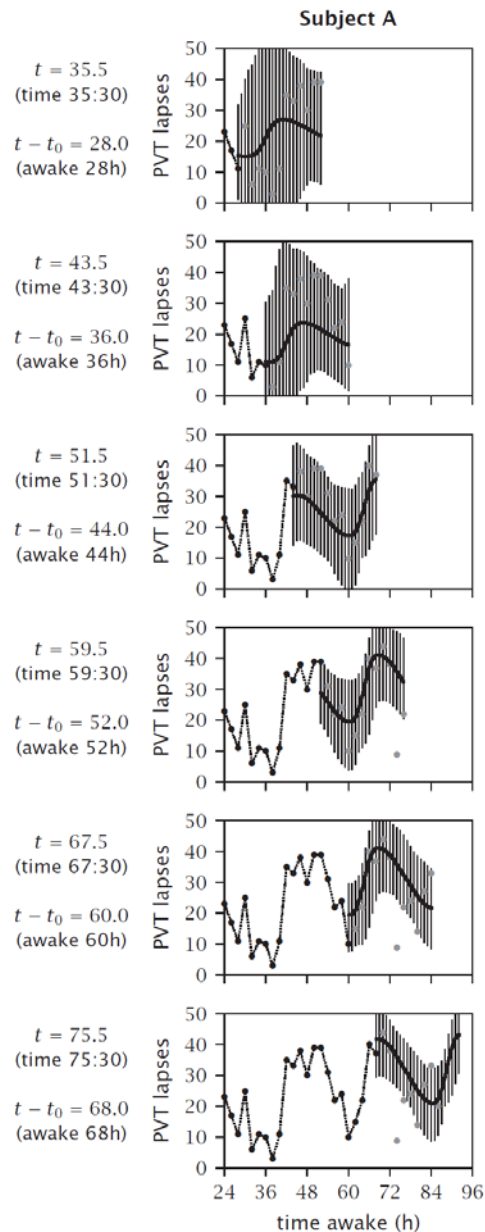 Subject A
t = 35.5
(time 35:30)
t − t₀ = 28.0
(awake 28h)
PVT lapses
50
40
30
20
10
0
t = 43.5
(time 43:30)
t − t₀ = 36.0
(awake 36h)
PVT lapses
50
40
30
20
10
0
t = 51.5
(time 51:30)
t − t₀ = 44.0
(awake 44h)
PVT lapses
50
40
30
20
10
0
t = 59.5
(time 59:30)
t − t₀ = 52.0
(awake 52h)
PVT lapses
50
40
30
20
10
0
t = 67.5
(time 67:30)
t − t₀ = 60.0
(awake 60h)
PVT lapses
50
40
30
20
10
0
t = 75.5
(time 75:30)
t − t₀ = 68.0
(awake 68h)
PVT lapses
50
40
30
20
10
0
24 36 48 60 72 84 96
time awake (h)